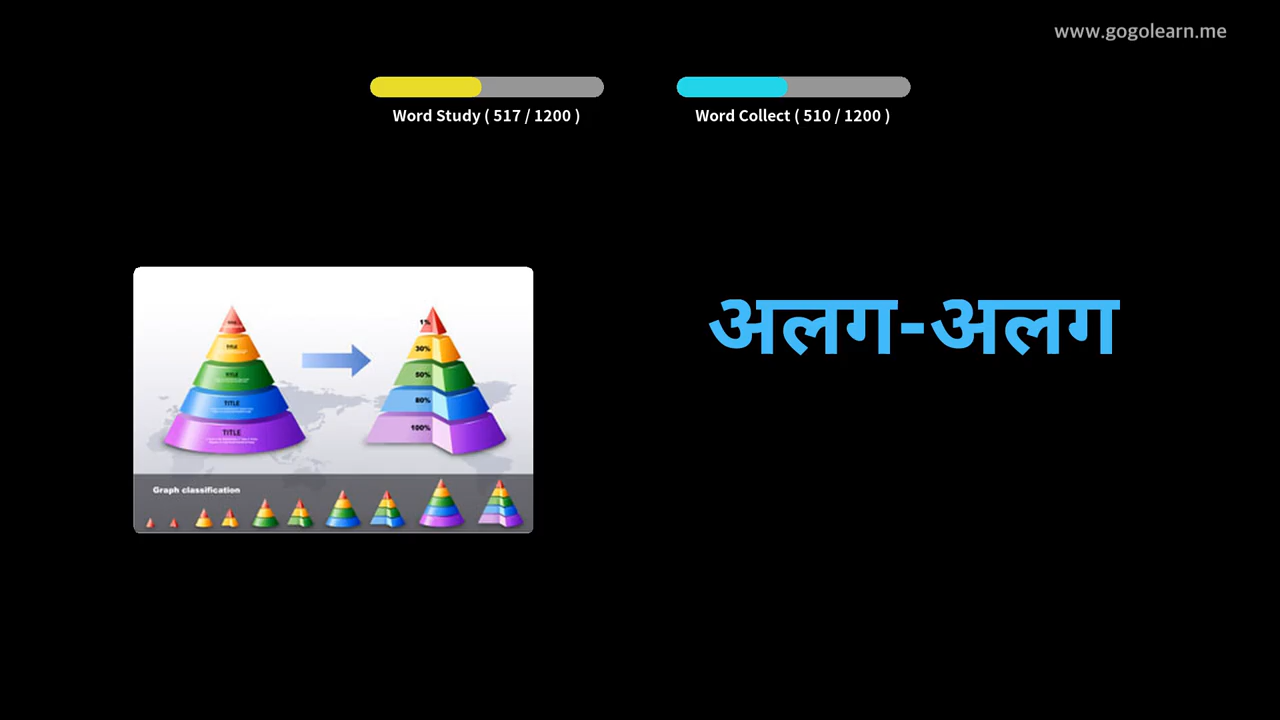 www.gogolearn.me
Word Study ( 517 / 1200 )
Word Collect ( 510 / 1200 )
अलग-अलग
TITLE
TITLE
TITLE
TITLE
1%
30%
50%
80%
100%
Graph classification